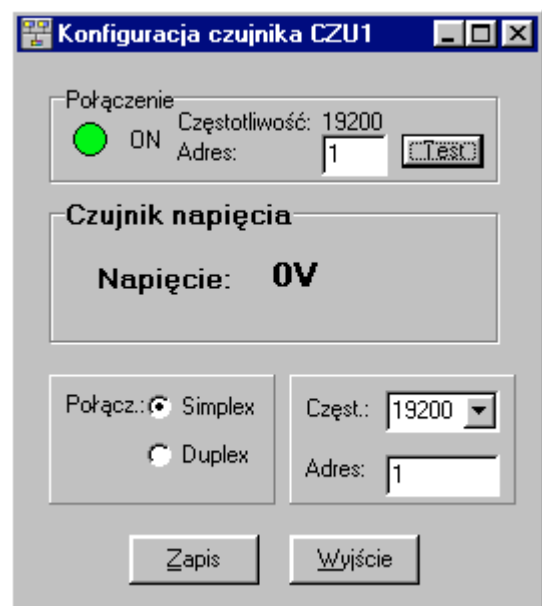 Konfiguracja czujnika CZU1
Połączenie
ON
Częstotliwość: 19200
Adres: 1
Test
Czujnik napięcia
Napięcie: 0V
Połącz.: Simplex
Duplex
Częst.: 19200
Adres: 1
Zapis
Wyjście